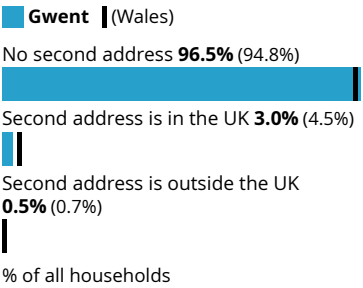 Gwent (Wales)
No second address 96.5% (94.8%)
Second address is in the UK 3.0% (4.5%)
Second address is outside the UK
0.5% (0.7%)
% of all households